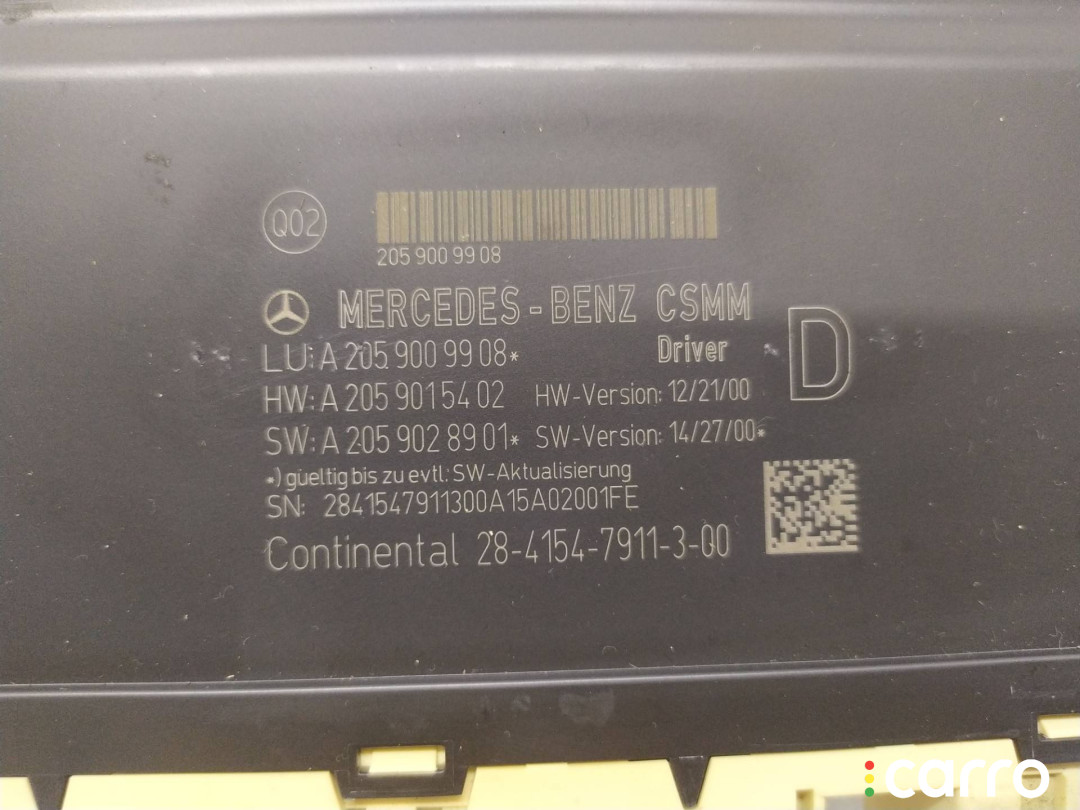 Q02
205 900 99 08
MERCEDES-BENZ CSMM
LU: A 205 900 99 08*
Driver
D
HW: A 205 901 54 02 HW-Version: 12/21/00
SW: A 205 902 89 01* SW-Version: 14/27/00*
*) gueltig bis zu evtl. SW-Aktualisierung
SN: 2841547911300A15A02001FE
Continental 28-4154-7911-3-00
carro